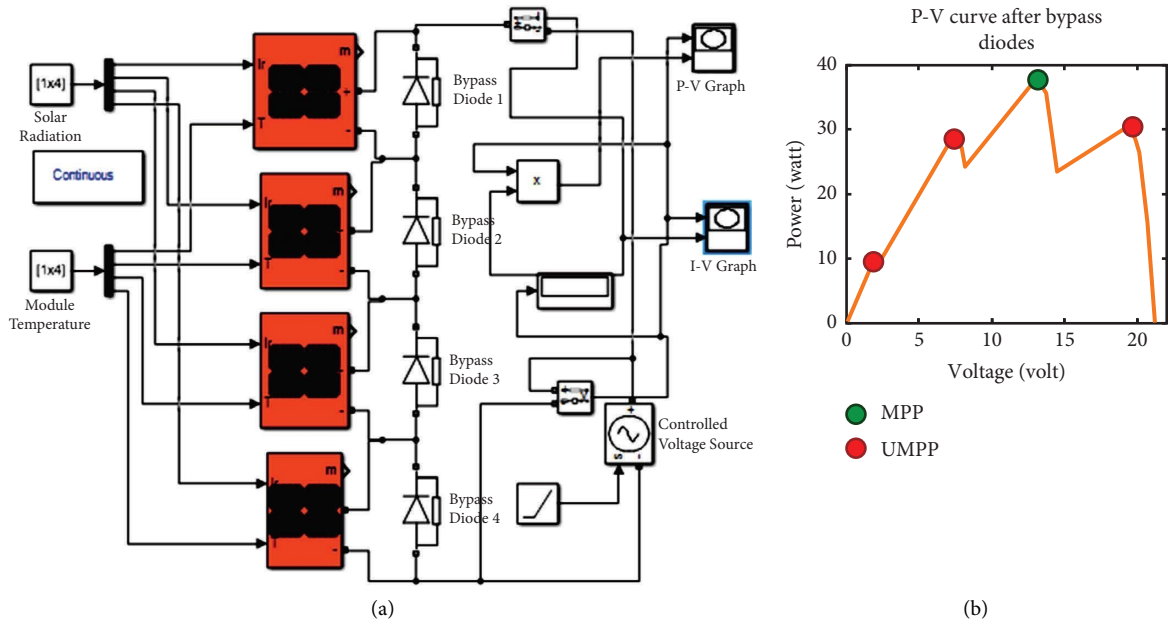 [1x4]
Solar
Radiation
Continuous
[1x4]
Module
Temperature
Ir
T
m
+
-
Bypass
Diode 1
Ir
T
-
m
Bypass
Diode 2
Ir
T
-
m
Bypass
Diode 3
Ir
T
-
m
Bypass
Diode 4
x
P-V Graph
I-V Graph
+
s
-
Controlled
Voltage Source
(a)
P-V curve after bypass
diodes
Power (watt)
40
30
20
10
0
0 5 10 15 20
Voltage (volt)
MPP
UMPP
(b)